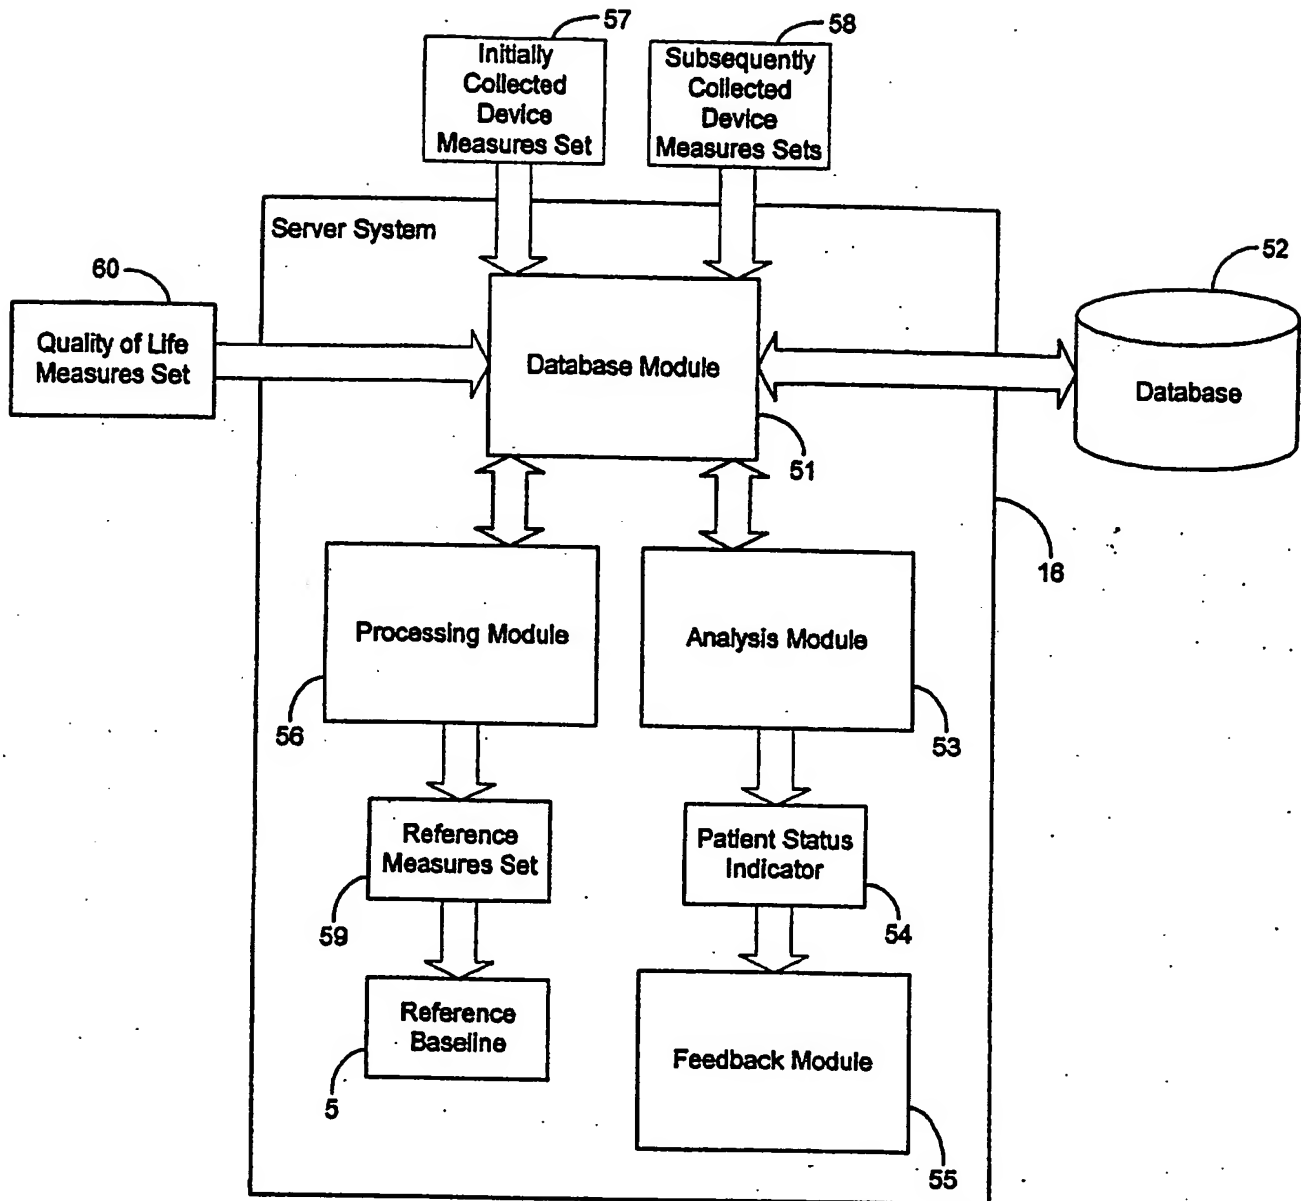 57
58
Initially
Collected
Device
Measures Set
Subsequently
Collected
Device
Measures Sets
Server System
60
52
Quality of Life
Measures Set
Database Module
Database
51
16
Processing Module
Analysis Module
56
53
Reference
Measures Set
Patient Status
Indicator
59
54
Reference
Baseline
Feedback Module
5
55